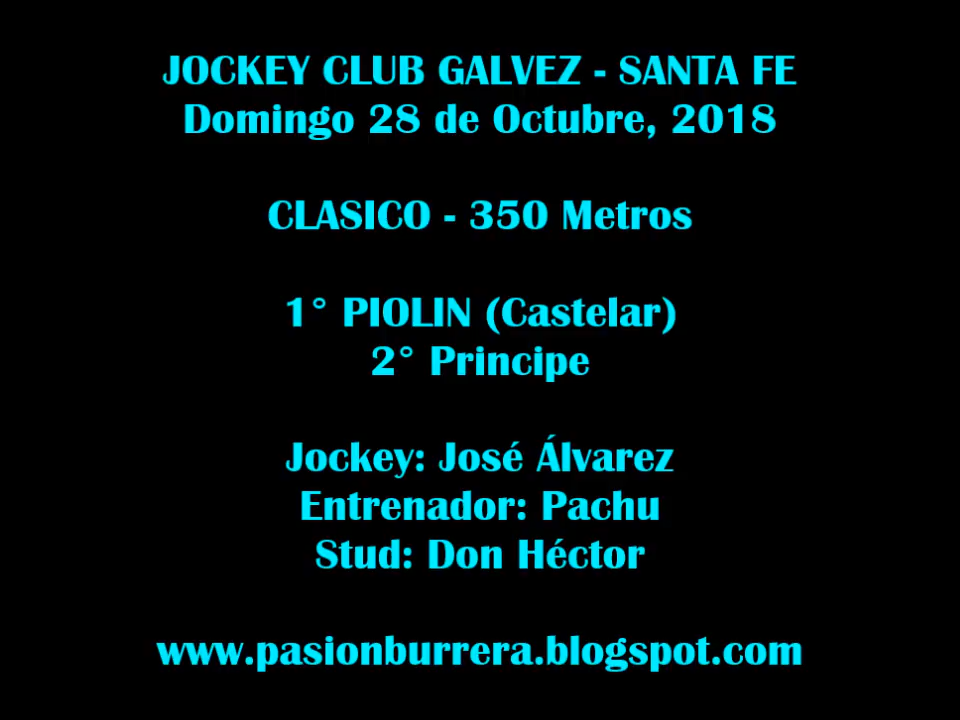 JOCKEY CLUB GALVEZ - SANTA FE
Domingo 28 de Octubre, 2018
CLASICO - 350 Metros
1° PIOLIN (Castelar)
2° Principe
Jockey: José Álvarez
Entrenador: Pachu
Stud: Don Héctor
www.pasionburrera.blogspot.com